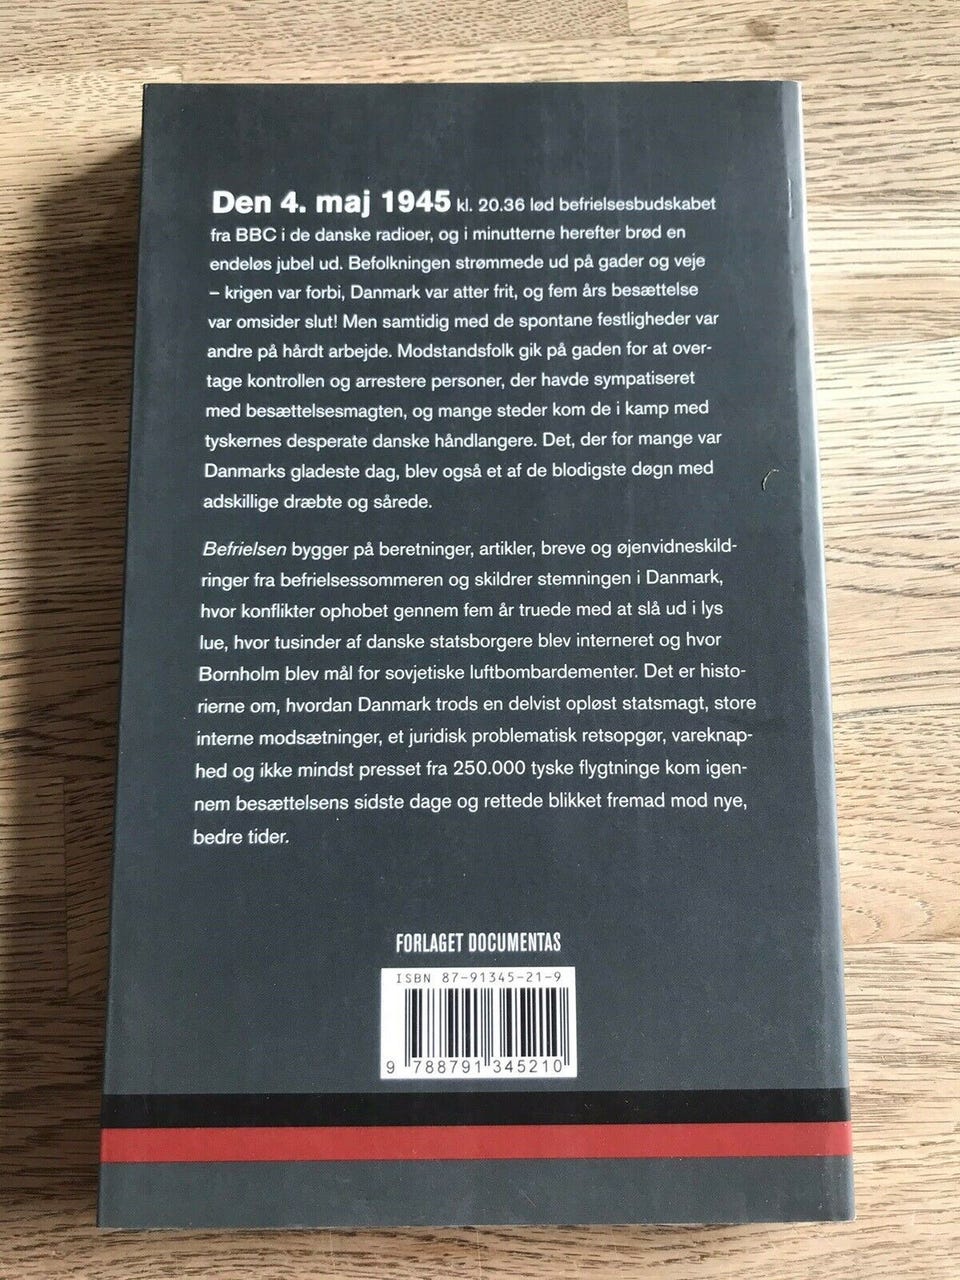 Den 4. maj 1945 kl. 20.36 lød befrielsesbudskabet
fra BBC i de danske radioer, og i minutterne herefter brød en
endeløs jubel ud. Befolkningen strømmede ud på gader og veje
– krigen var forbi, Danmark var atter frit, og fem års besættelse
var omsider slut! Men samtidig med de spontane festligheder var
andre på hårdt arbejde. Modstandsfolk gik på gaden for at over-
tage kontrollen og arrestere personer, der havde sympatiseret
med besættelsesmagten, og mange steder kom de i kamp med
tyskernes desperate danske håndlangere. Det, der for mange var
Danmarks gladeste dag, blev også et af de blodigste døgn med
adskillige dræbte og sårede.
Befrielsen bygger på beretninger, artikler, breve og øjenvidneskild-
ringer fra befrielsessommeren og skildrer stemningen i Danmark,
hvor konflikter ophobet gennem fem år truede med at slå ud i lys
lue, hvor tusinder af danske statsborgere blev interneret og hvor
Bornholm blev mål for sovjetiske luftbombardementer. Det er histo-
rierne om, hvordan Danmark trods en delvist opløst statsmagt, store
interne modsætninger, et juridisk problematisk retsopgør, vareknap-
hed og ikke mindst presset fra 250.000 tyske flygtninge kom igen-
nem besættelsens sidste dage og rettede blikket fremad mod nye,
bedre tider.
FORLAGET DOCUMENTAS
ISBN 87-91345-21-9
9 788791 345210